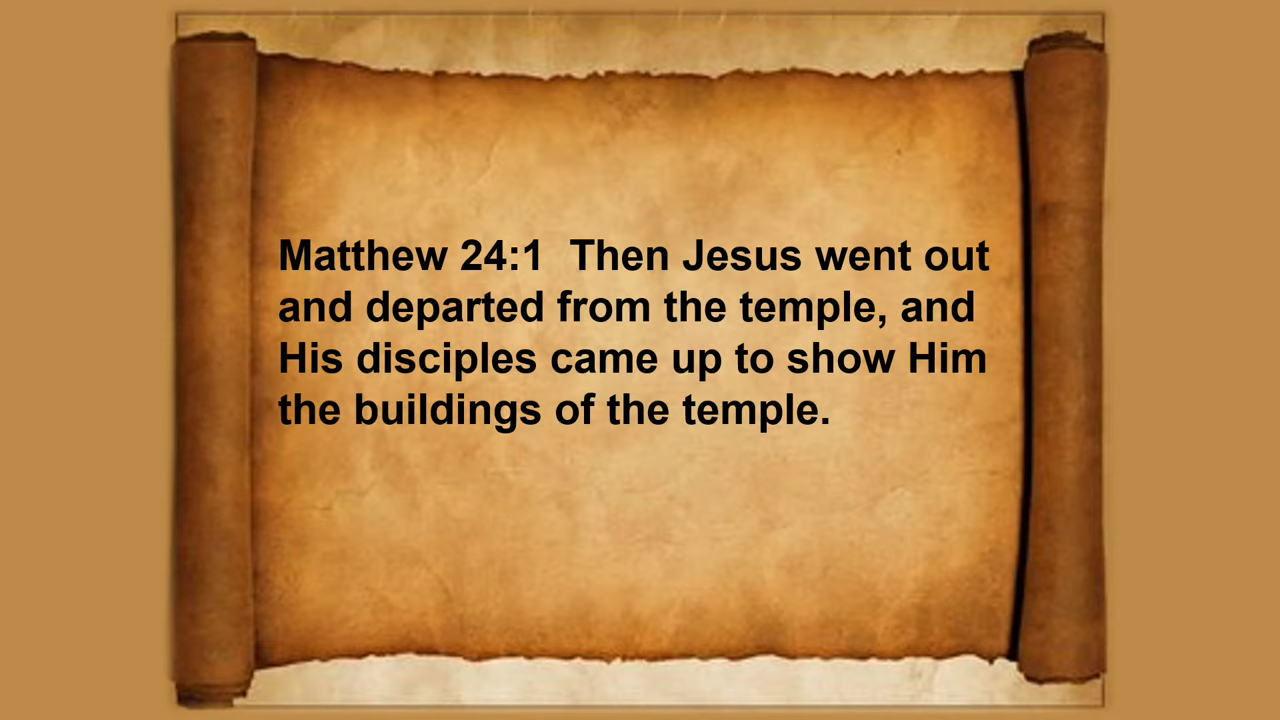 Matthew 24:1  Then Jesus went out
and departed from the temple, and
His disciples came up to show Him
the buildings of the temple.